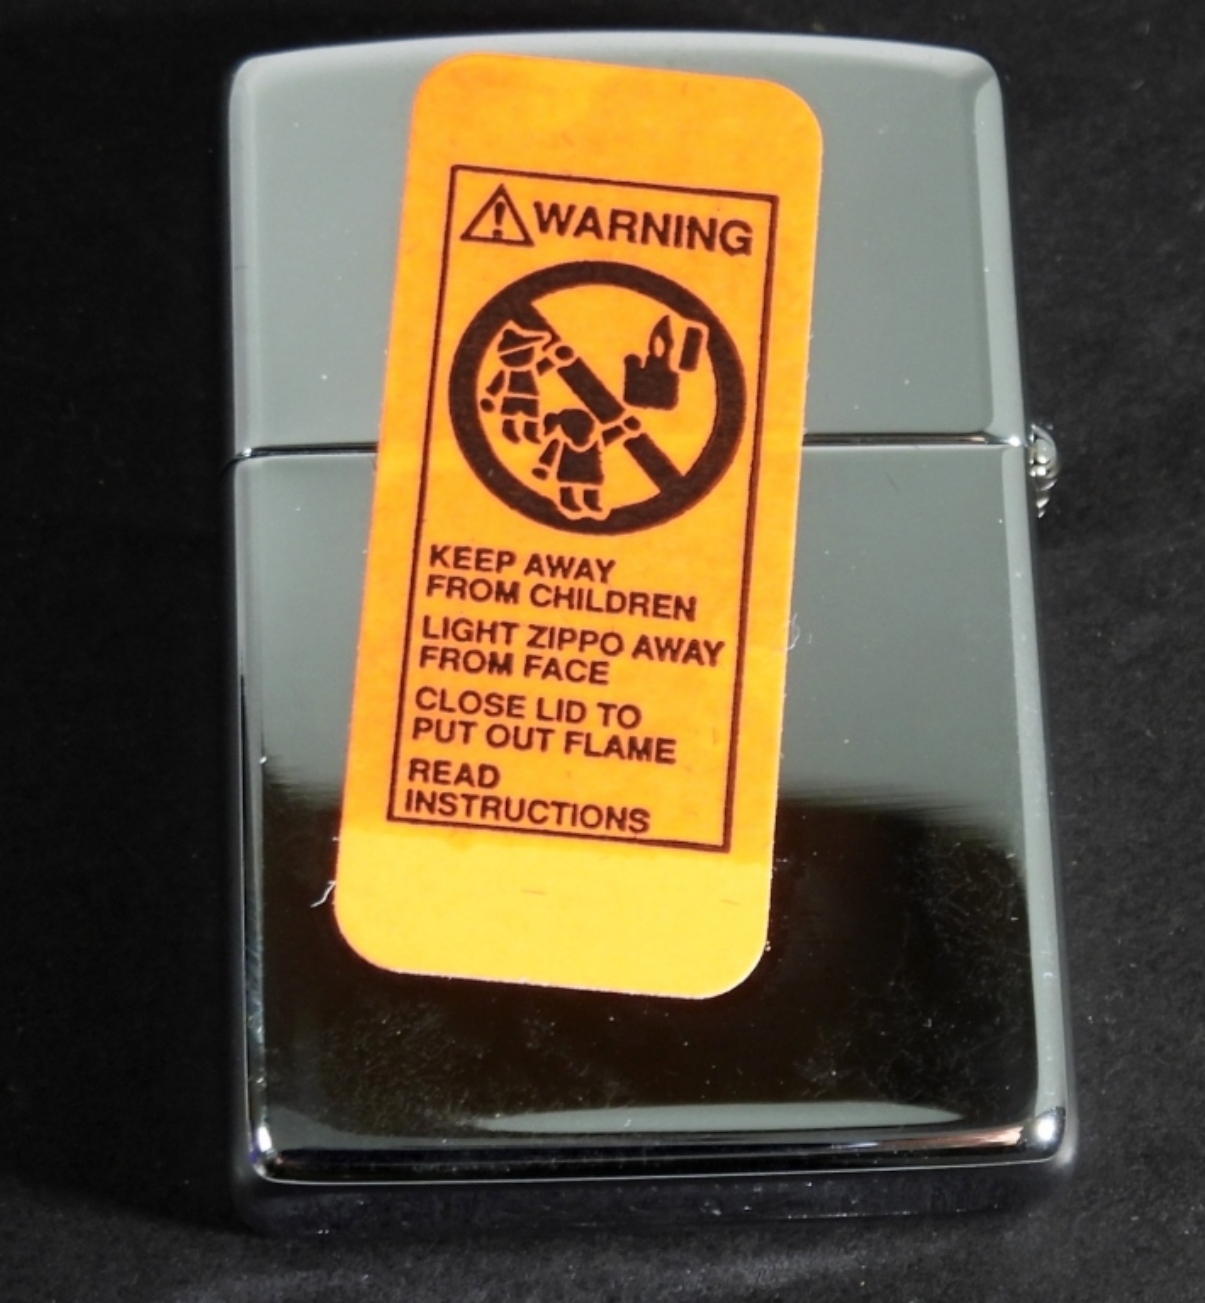 WARNING
KEEP AWAY
FROM CHILDREN
LIGHT ZIPPO AWAY
FROM FACE
CLOSE LID TO
PUT OUT FLAME
READ
INSTRUCTIONS